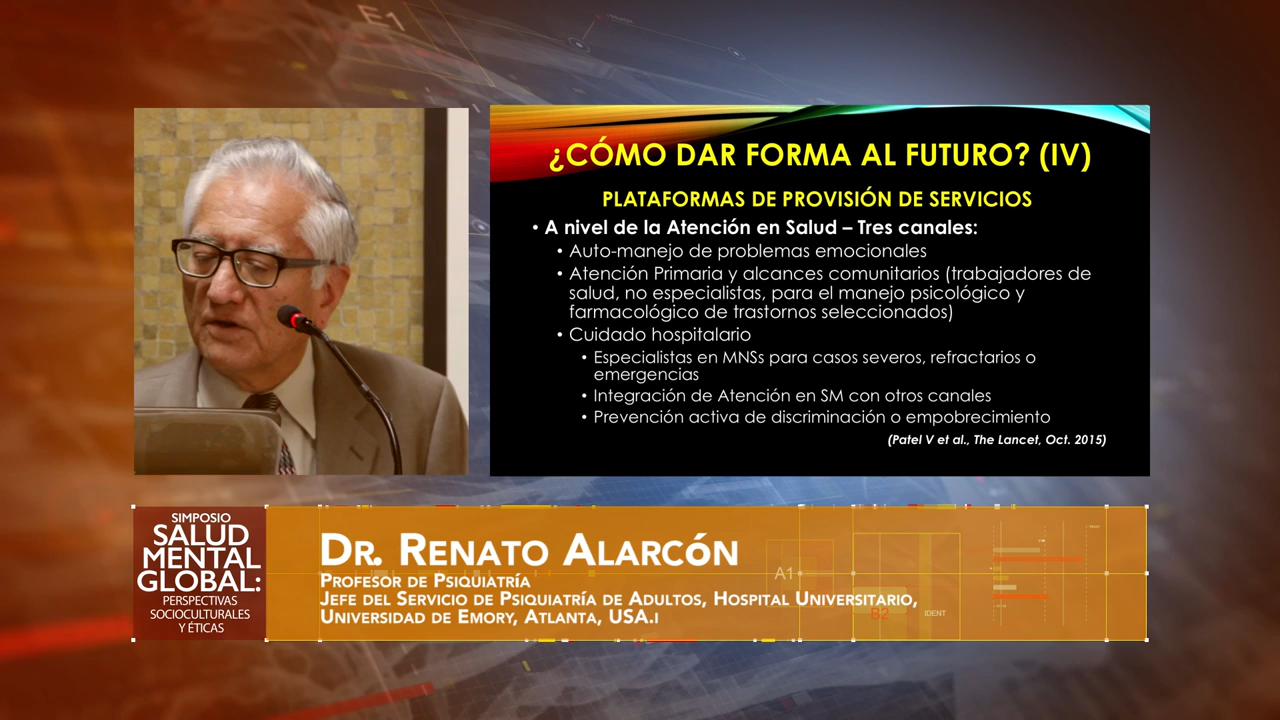 E1
¿CÓMO DAR FORMA AL FUTURO? (IV)
PLATAFORMAS DE PROVISIÓN DE SERVICIOS
• A nivel de la Atención en Salud – Tres canales:
• Auto-manejo de problemas emocionales
• Atención Primaria y alcances comunitarios (trabajadores de
salud, no especialistas, para el manejo psicológico y
farmacológico de trastornos seleccionados)
• Cuidado hospitalario
• Especialistas en MNSs para casos severos, refractarios o
emergencias
• Integración de Atención en SM con otros canales
• Prevención activa de discriminación o empobrecimiento
(Patel V et al., The Lancet, Oct. 2015)
SIMPOSIO
SALUD
MENTAL
GLOBAL:
PERSPECTIVAS
SOCIOCULTURALES
Y ÉTICAS
DR. RENATO ALARCÓN
PROFESOR DE PSIQUIATRÍA
JEFE DEL SERVICIO DE PSIQUIATRÍA DE ADULTOS, HOSPITAL UNIVERSITARIO,
UNIVERSIDAD DE EMORY, ATLANTA, USA.I
A1
B2
IDENT